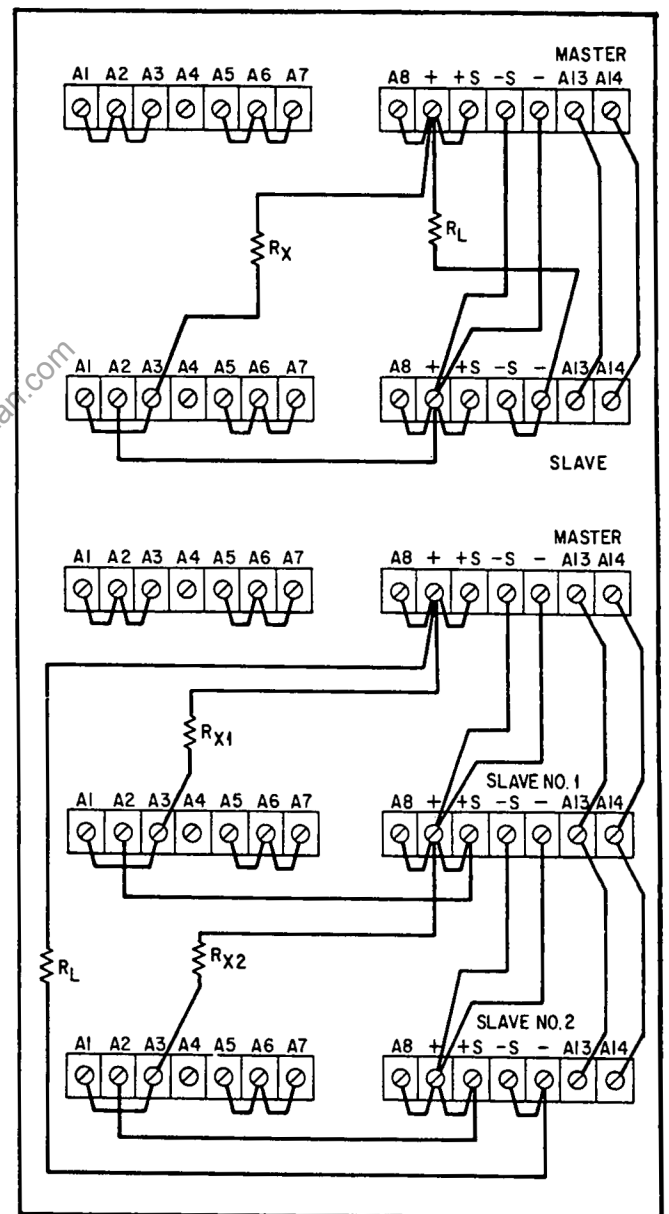 MASTER
A1 A2 A3 A4 A5 A6 A7 A8 + +S -S - A13 A14
RX
RL
A1 A2 A3 A4 A5 A6 A7 A8 + +S -S - A13 A14
SLAVE
MASTER
A1 A2 A3 A4 A5 A6 A7 A8 + +S -S - A13 A14
RX1
SLAVE NO.1
A1 A2 A3 A4 A5 A6 A7 A8 + +S -S - A13 A14
RX2
RL
SLAVE NO.2
A1 A2 A3 A4 A5 A6 A7 A8 + +S -S - A13 A14
an.com